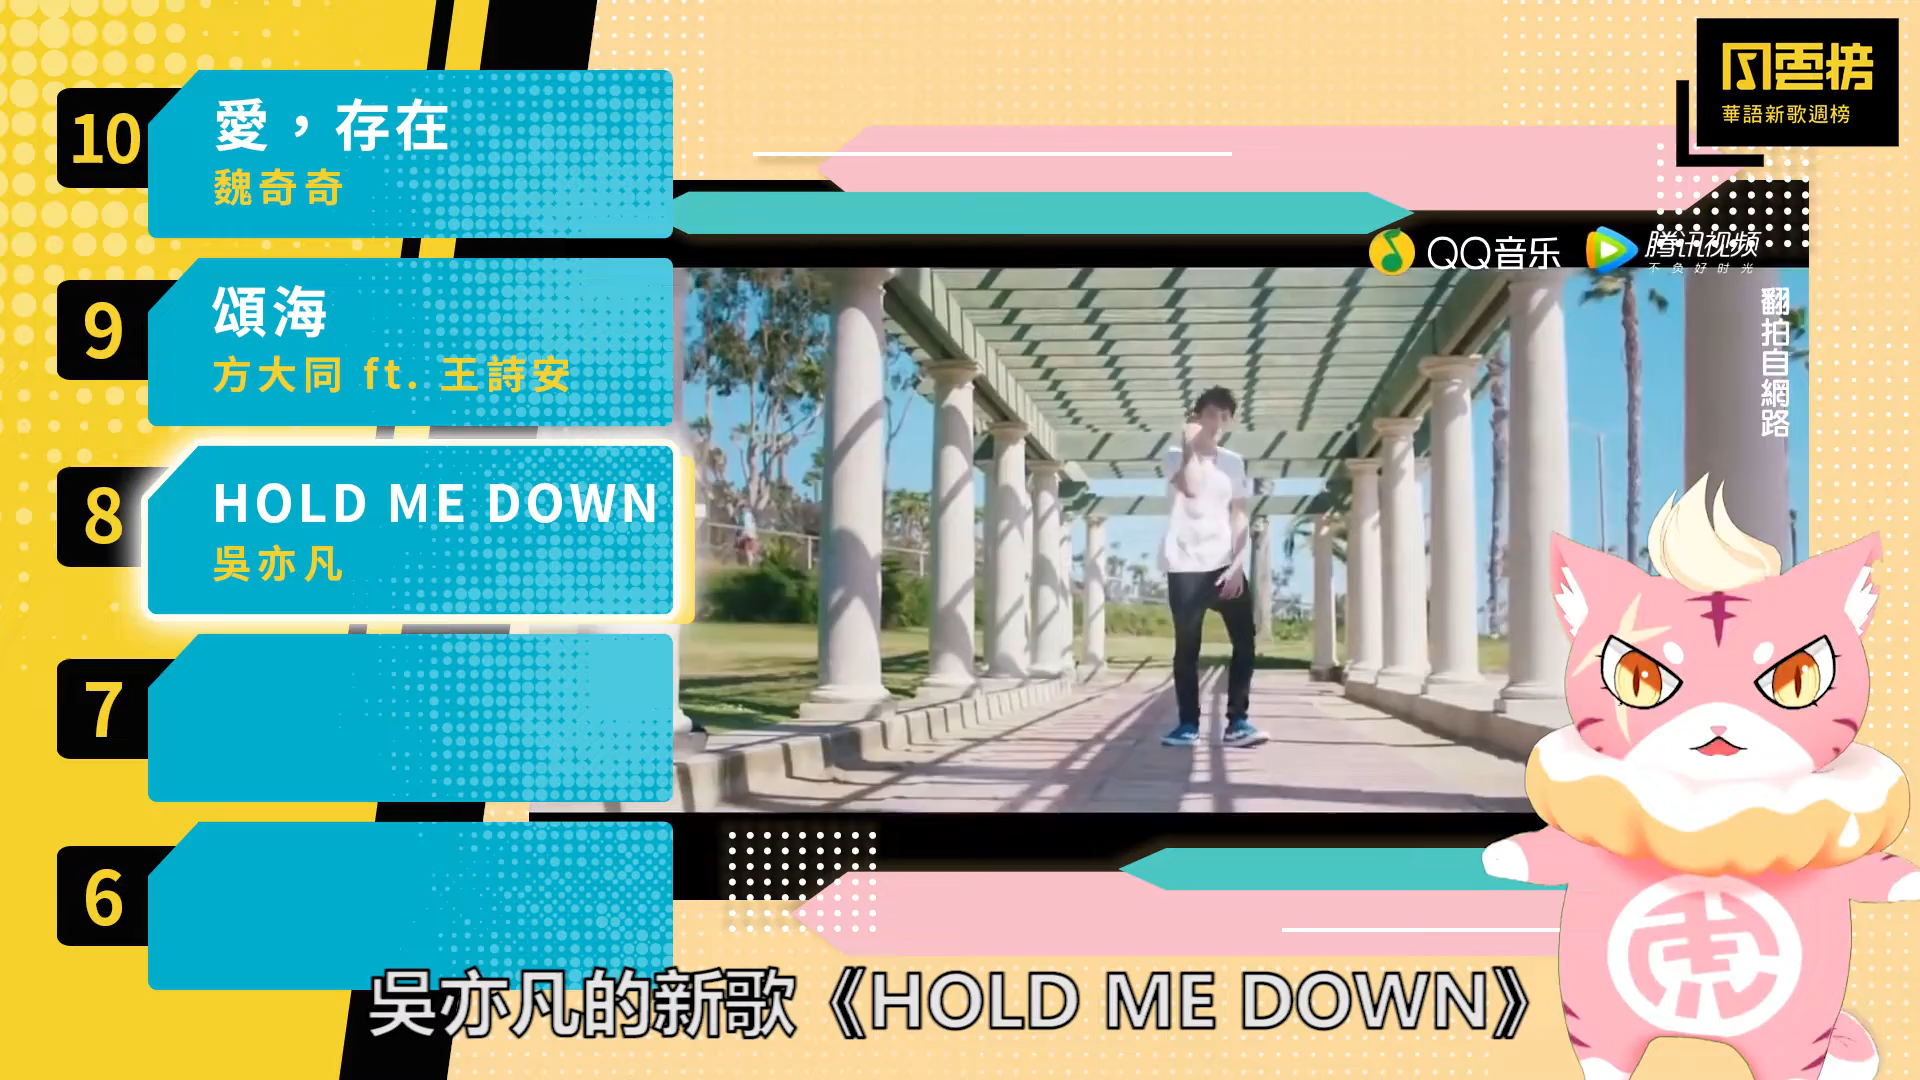 風雲榜
華語新歌週榜
10
愛，存在
魏奇奇
9
頌海
方大同 ft. 王詩安
8
HOLD ME DOWN
吳亦凡
7
6
QQ音乐
腾讯视频
不负好时光
翻拍自網路
虎
吳亦凡的新歌《HOLD ME DOWN》